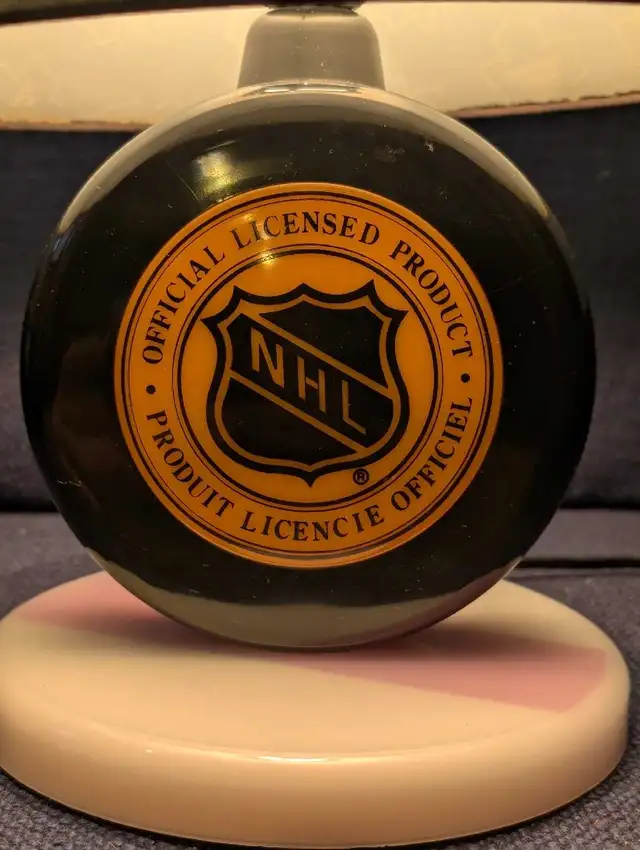 • OFFICIAL LICENSED PRODUCT •
NHL
®
PRODUIT LICENCIE OFFICIEL